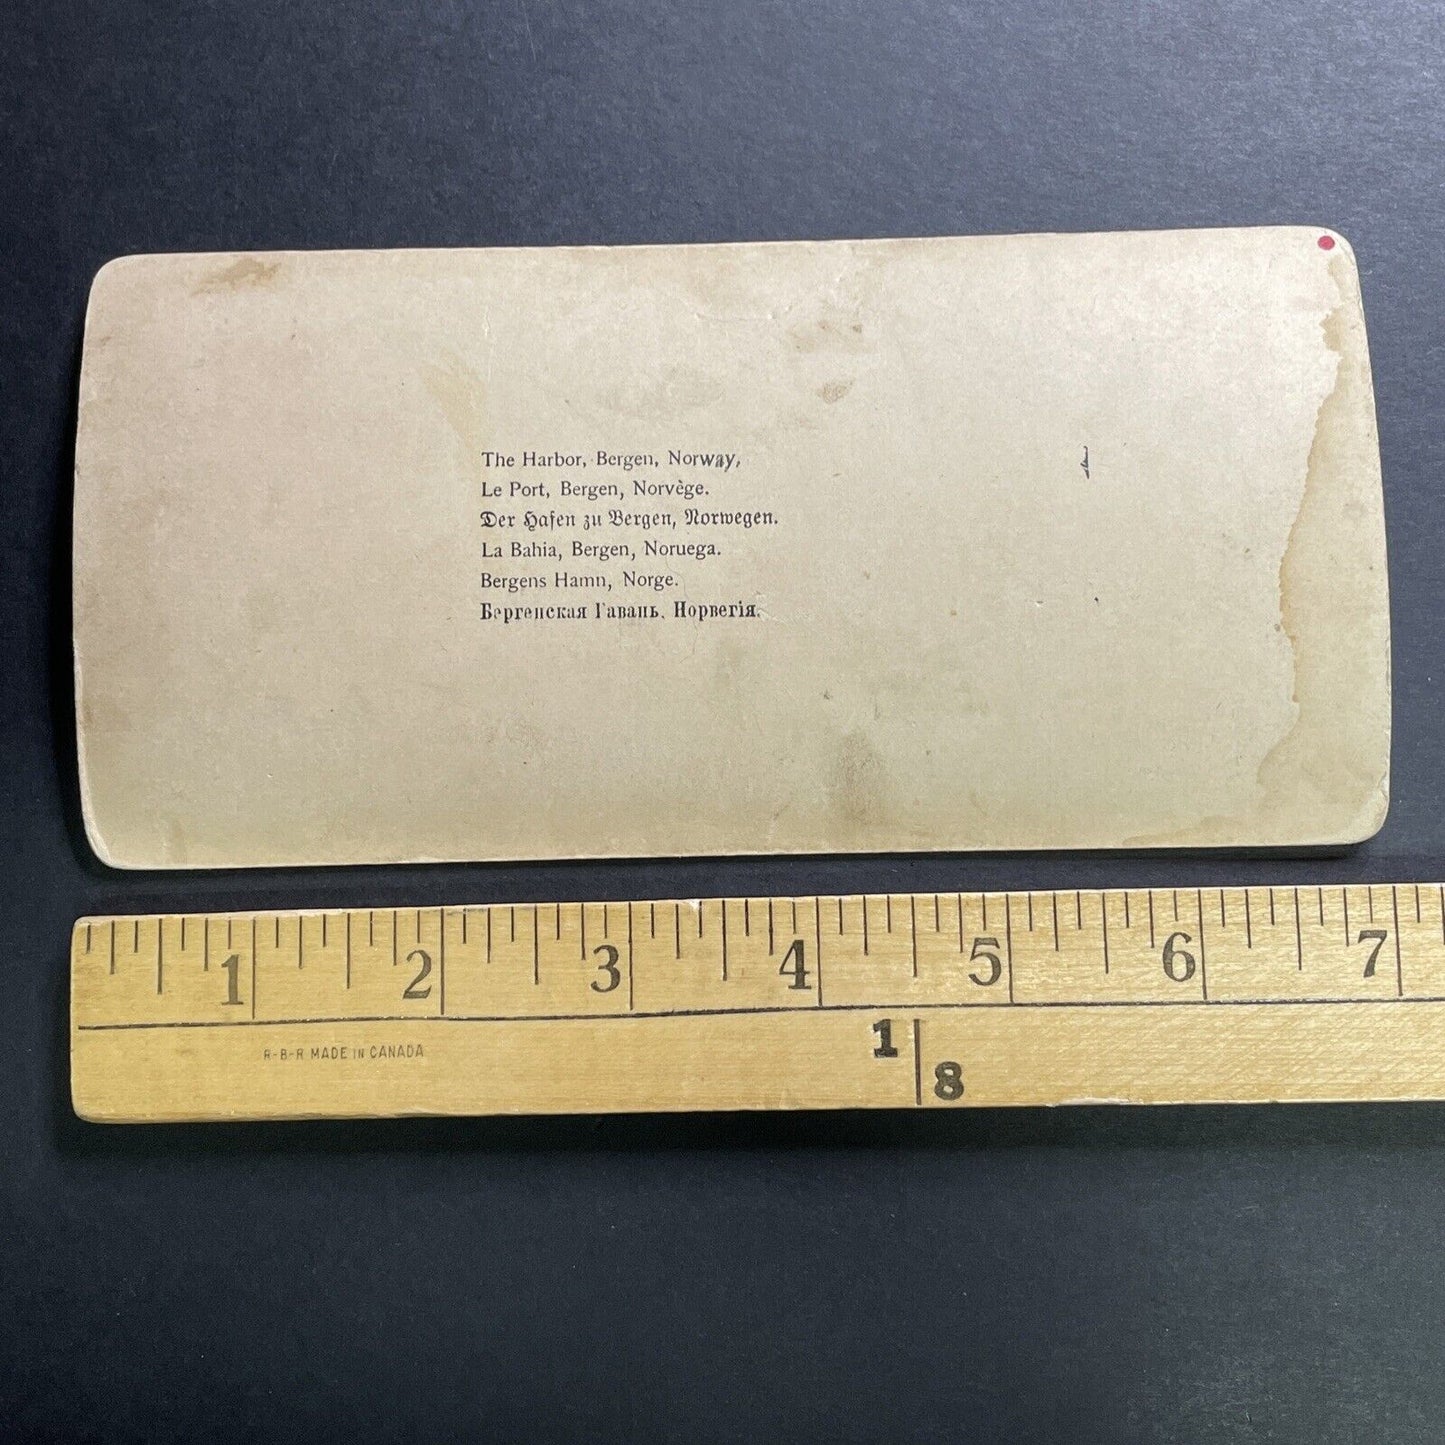 The Harbor, Bergen, Norway,
Le Port, Bergen, Norvège.
Der Hafen zu Bergen, Norwegen.
La Bahia, Bergen, Noruega.
Bergens Hamn, Norge.
Бергенская Гавань, Норвегія.
1 2 3 4 5 6 7
R-B-R MADE IN CANADA
1
8